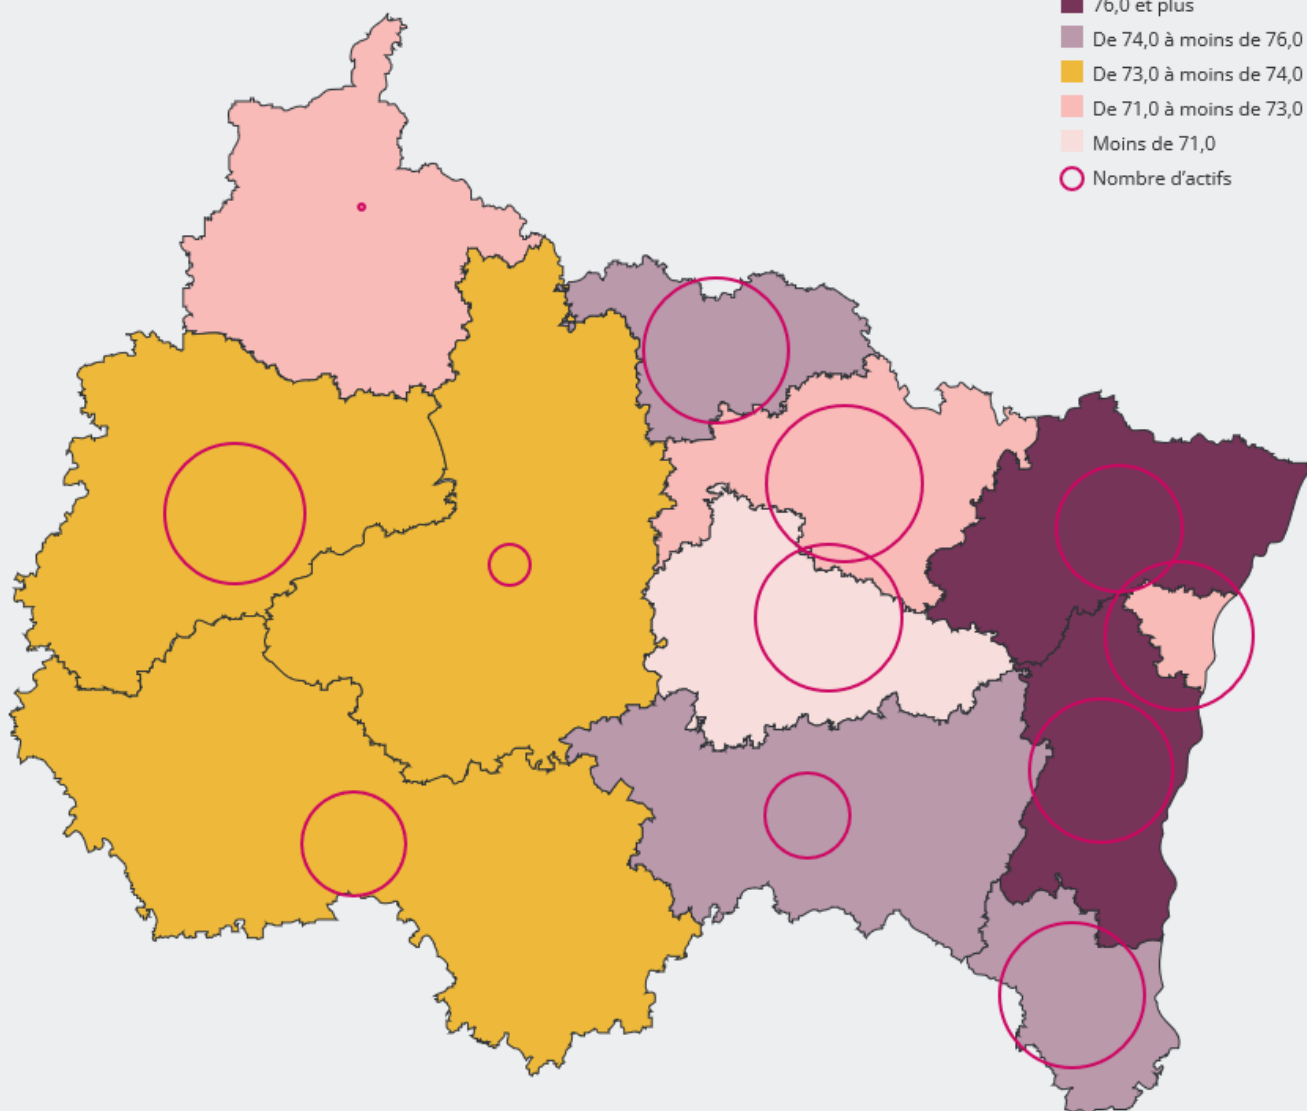 76,0 et plus
De 74,0 à moins de 76,0
De 73,0 à moins de 74,0
De 71,0 à moins de 73,0
Moins de 71,0
Nombre d’actifs